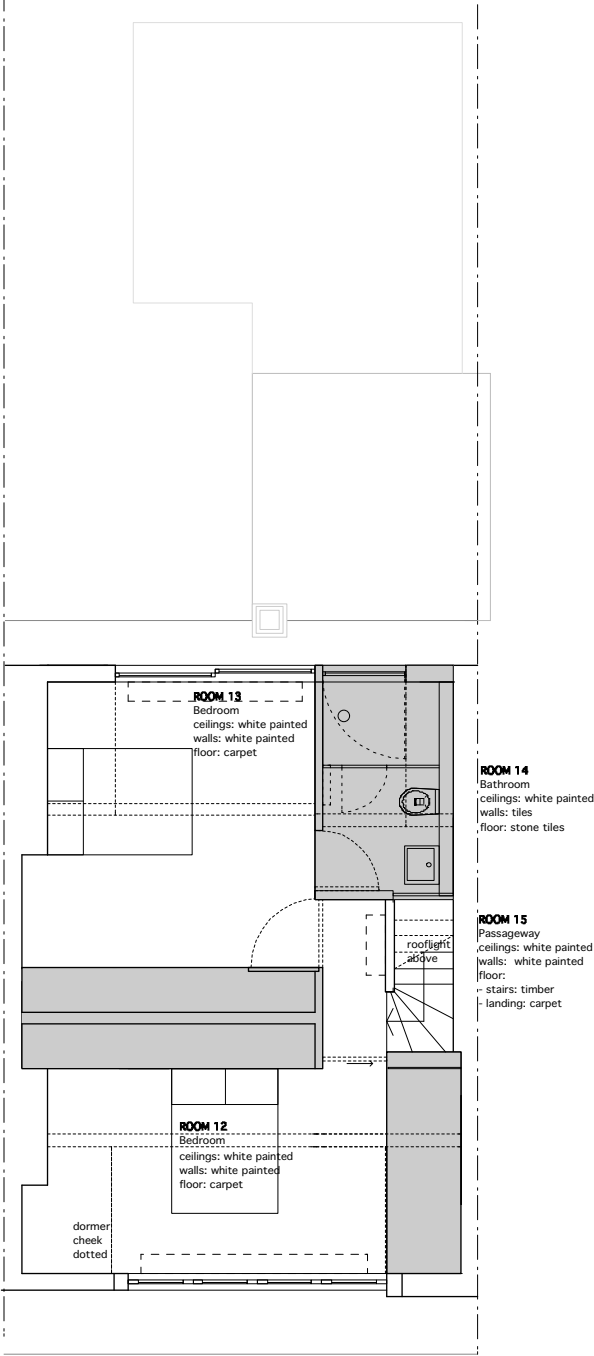 ROOM 13
Bedroom
ceilings: white painted
walls: white painted
floor: carpet
ROOM 14
Bathroom
ceilings: white painted
walls: tiles
floor: stone tiles
ROOM 15
Passageway
ceilings: white painted
walls: white painted
floor:
- stairs: timber
- landing: carpet
rooflight
above
ROOM 12
Bedroom
ceilings: white painted
walls: white painted
floor: carpet
dormer
cheek
dotted